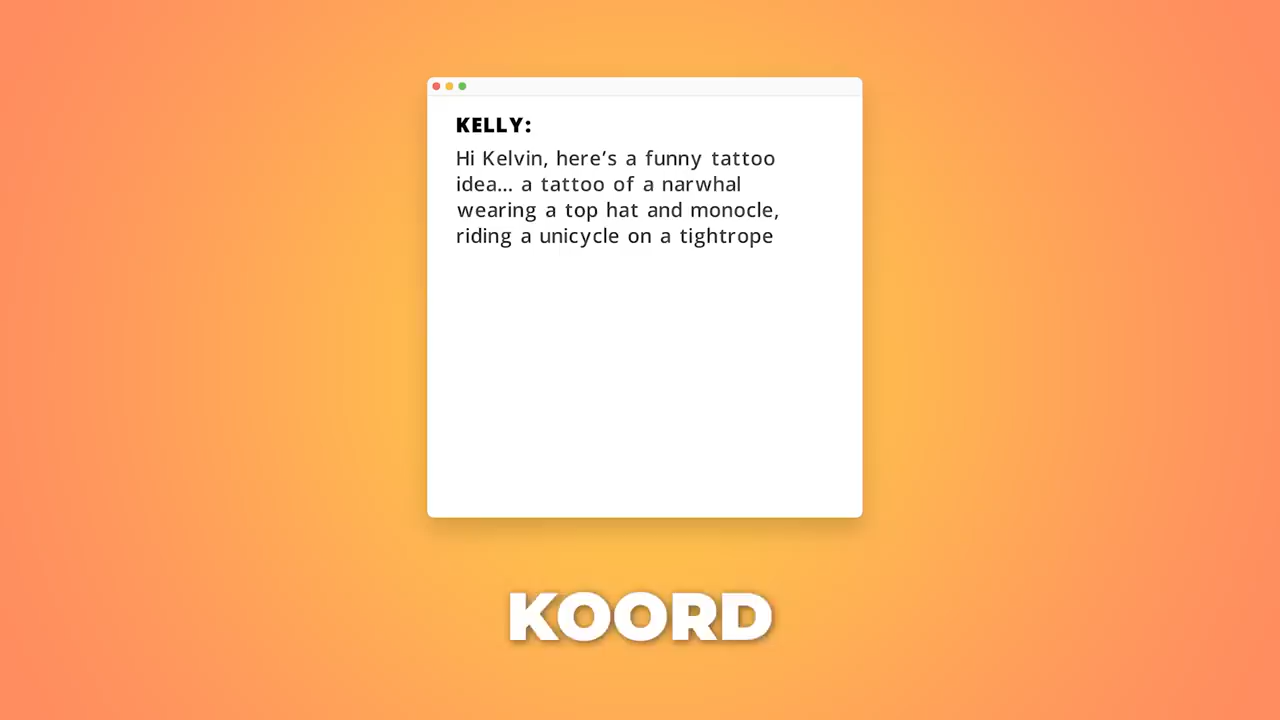 KELLY:
Hi Kelvin, here’s a funny tattoo
idea... a tattoo of a narwhal
wearing a top hat and monocle,
riding a unicycle on a tightrope
KOORD